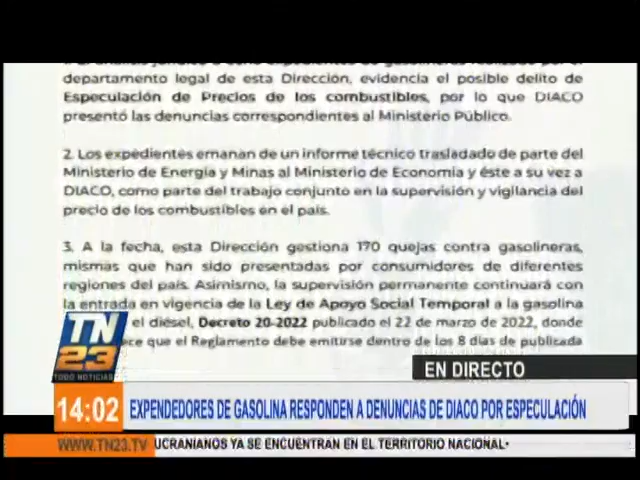 departamento legal de esta Dirección, evidencia el posible delito de
Especulación de Precios de los combustibles, por lo que DIACO
presentó las denuncias correspondientes al Ministerio Público.
2. Los expedientes emanan de un informe técnico trasladado de parte del
Ministerio de Energía y Minas al Ministerio de Economía y éste a su vez a
DIACO, como parte del trabajo conjunto en la supervisión y vigilancia del
precio de los combustibles en el país.
3. A la fecha, esta Dirección gestiona 170 quejas contra gasolineras,
mismas que han sido presentadas por consumidores de diferentes
regiones del país. Asimismo, la supervisión permanente continuará con
la entrada en vigencia de la Ley de Apoyo Social Temporal a la gasolina
el diésel, Decreto 20-2022 publicado el 22 de marzo de 2022, donde
que el Reglamento debe emitirse dentro de los 8 días de publicada
TN
23
TODO NOTICIAS
EN DIRECTO
14:02 EXPENDEDORES DE GASOLINA RESPONDEN A DENUNCIAS DE DIACO POR ESPECULACIÓN
WWW.TN23.TV UCRANIANOS YA SE ENCUENTRAN EN EL TERRITORIO NACIONAL•